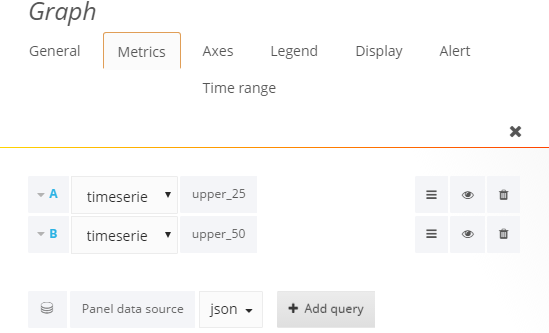 Graph
General Metrics Axes Legend Display Alert
Time range
A timeserie upper_25
B timeserie upper_50
Panel data source json Add query